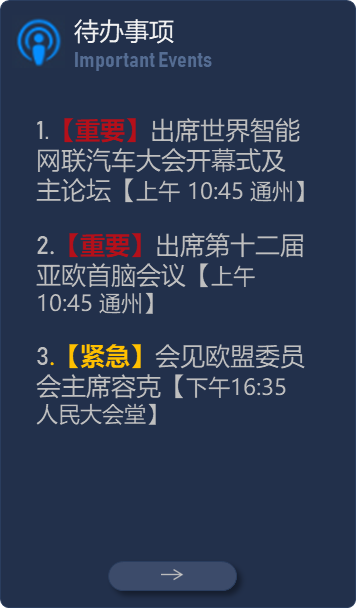 待办事项
Important Events
1.【重要】出席世界智能
网联汽车大会开幕式及
主论坛【上午 10:45 通州】
2.【重要】出席第十二届
亚欧首脑会议【上午
10:45 通州】
3.【紧急】会见欧盟委员
会主席容克【下午16:35
人民大会堂】